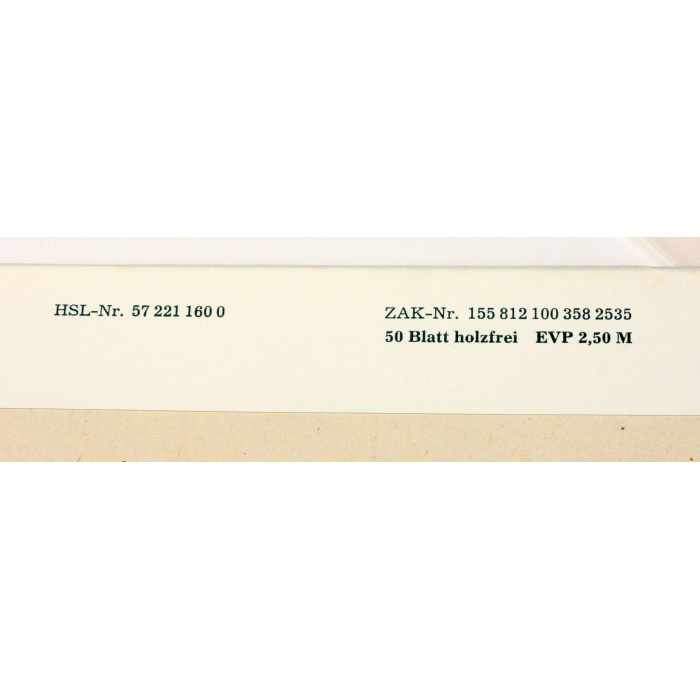 HSL-Nr. 57 221 160 0
ZAK-Nr. 155 812 100 358 2535
50 Blatt holzfrei EVP 2,50 M